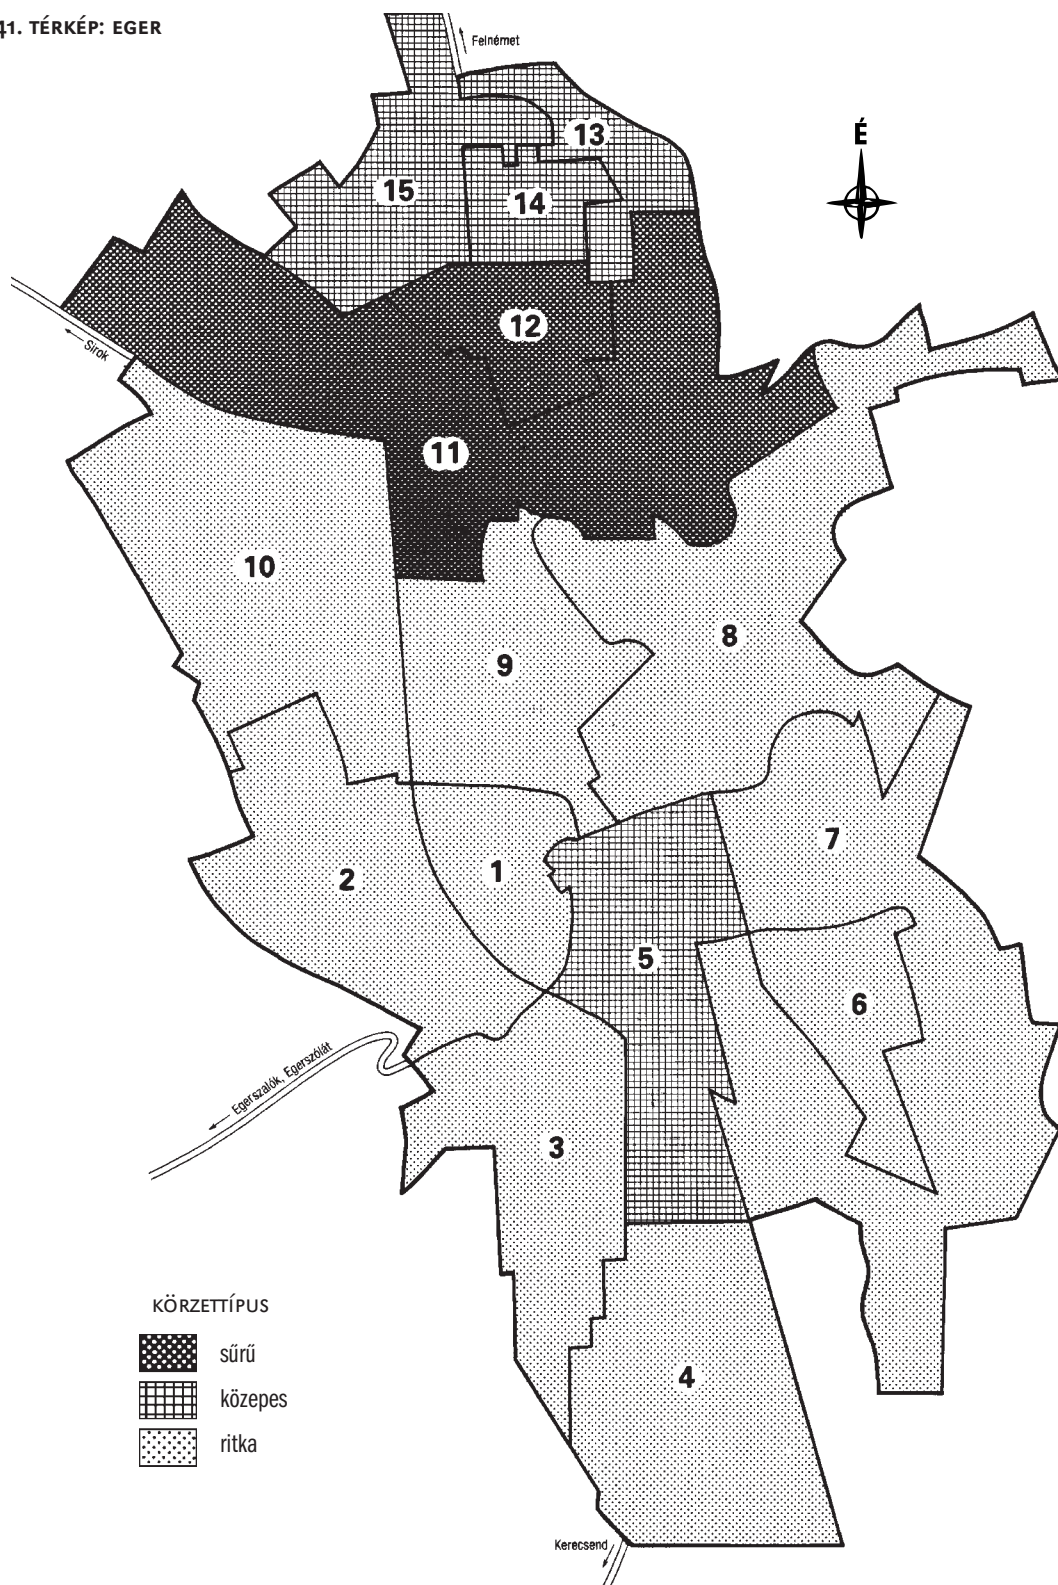 41. TÉRKÉP: EGER
Felnémet
É
13
15
14
12
Sirok
11
10
8
9
7
2
1
5
6
Egerszalók, Egerszólát
3
KÖRZETTÍPUS
sűrű
közepes
ritka
4
Kerecsend